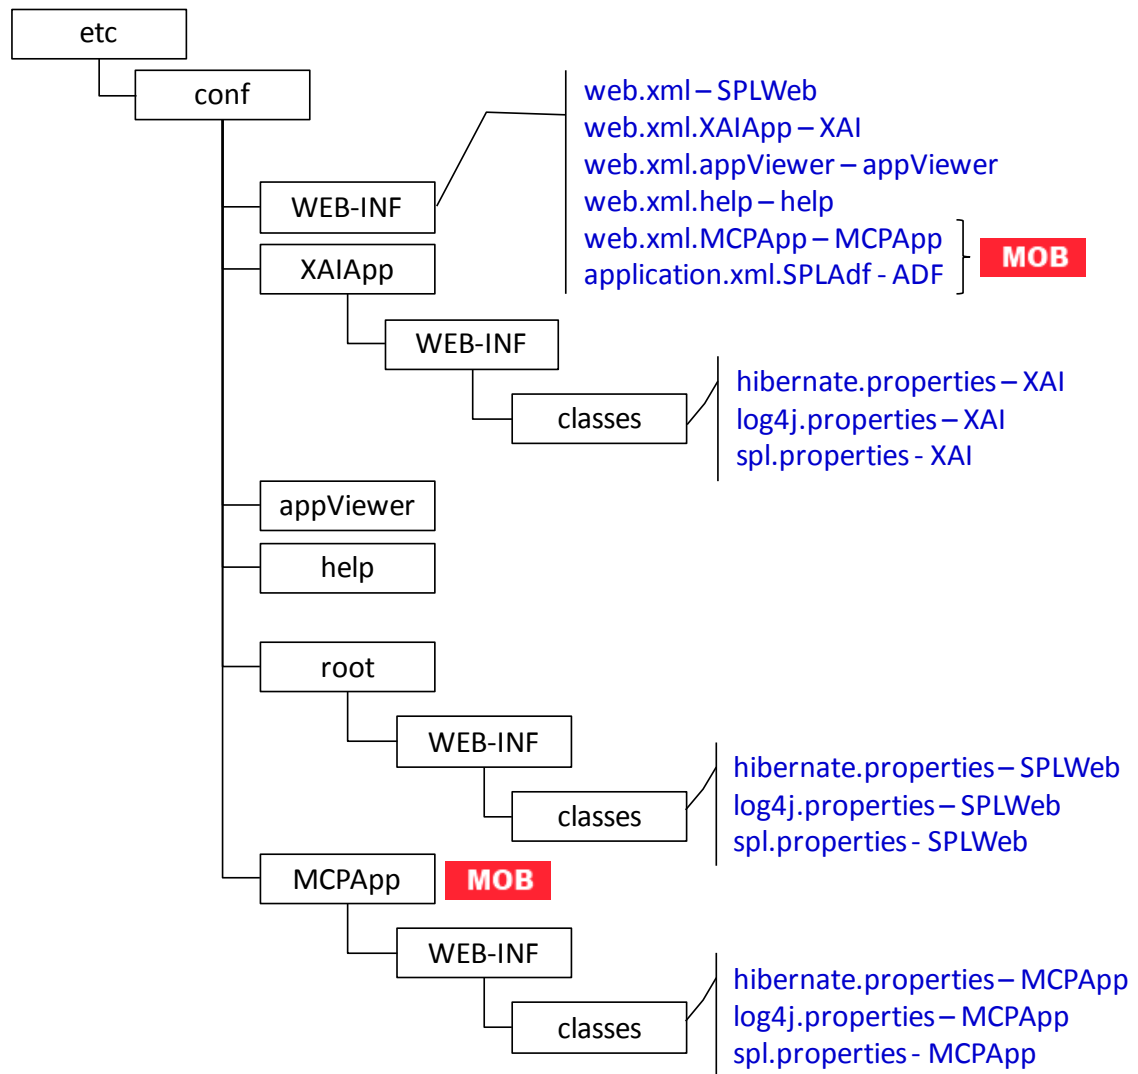 etc
conf
WEB-INF
web.xml – SPLWeb
web.xml.XAIApp – XAI
web.xml.appViewer – appViewer
web.xml.help – help
web.xml.MCPApp – MCPApp
application.xml.SPLAdf - ADF
MOB
XAIApp
WEB-INF
classes
hibernate.properties – XAI
log4j.properties – XAI
spl.properties - XAI
appViewer
help
root
WEB-INF
classes
hibernate.properties – SPLWeb
log4j.properties – SPLWeb
spl.properties - SPLWeb
MCPApp
MOB
WEB-INF
classes
hibernate.properties – MCPApp
log4j.properties – MCPApp
spl.properties - MCPApp